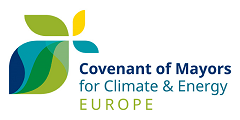 Covenant of Mayors
for Climate & Energy
EUROPE